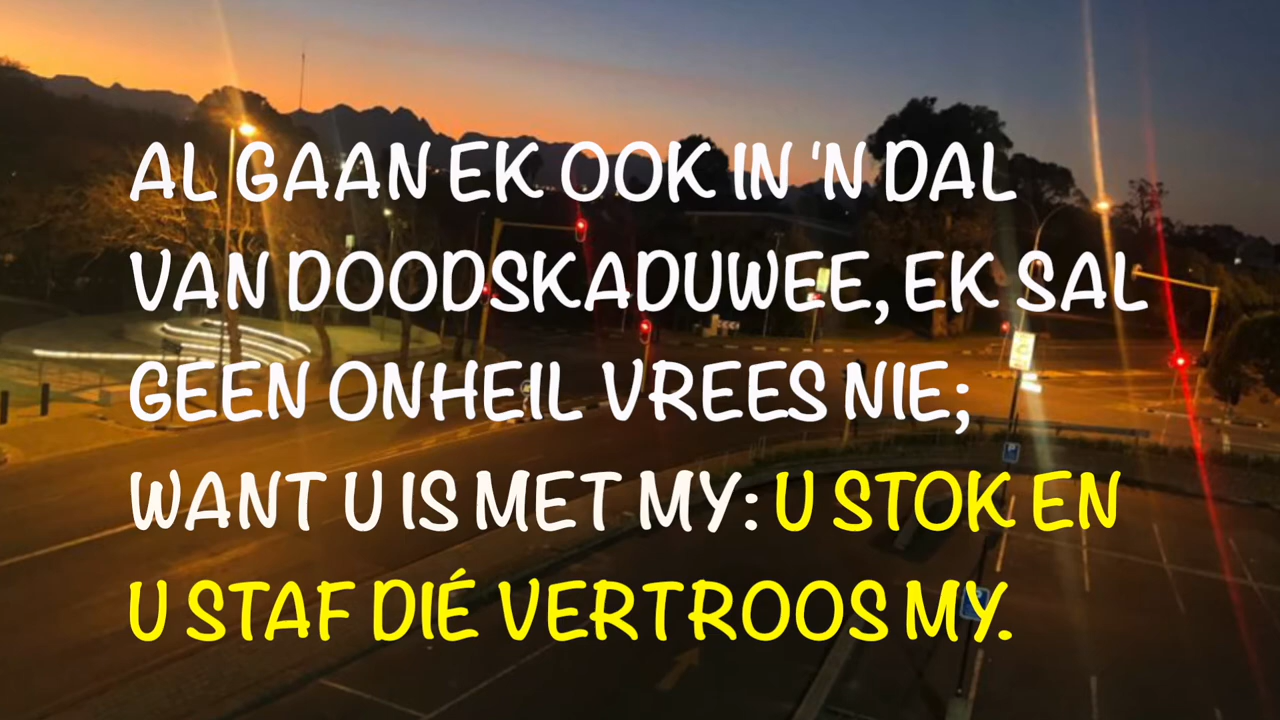 AL GAAN EK OOK IN 'N DAL
VAN DOODSKADUWEE, EK SAL
GEEN ONHEIL VREES NIE;
WANT U IS MET MY: U STOK EN
U STAF DIÉ VERTROOS MY.